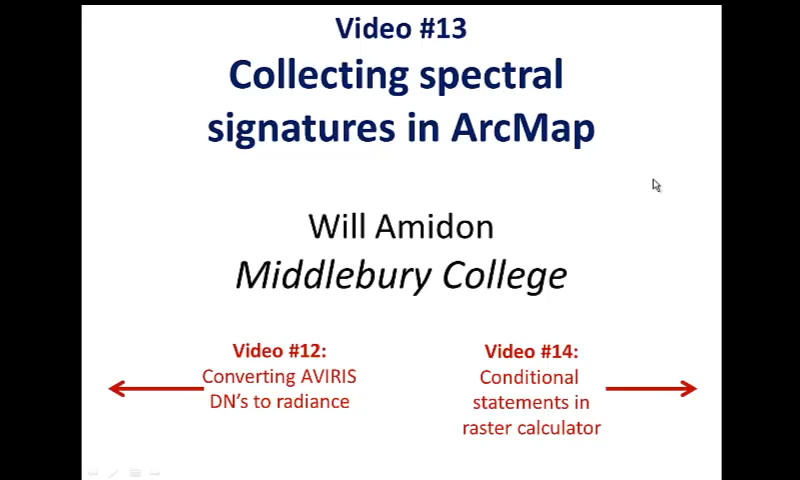 Video #13
Collecting spectral
signatures in ArcMap
Will Amidon
Middlebury College
Video #12:
Converting AVIRIS
DN's to radiance
Video #14:
Conditional
statements in
raster calculator